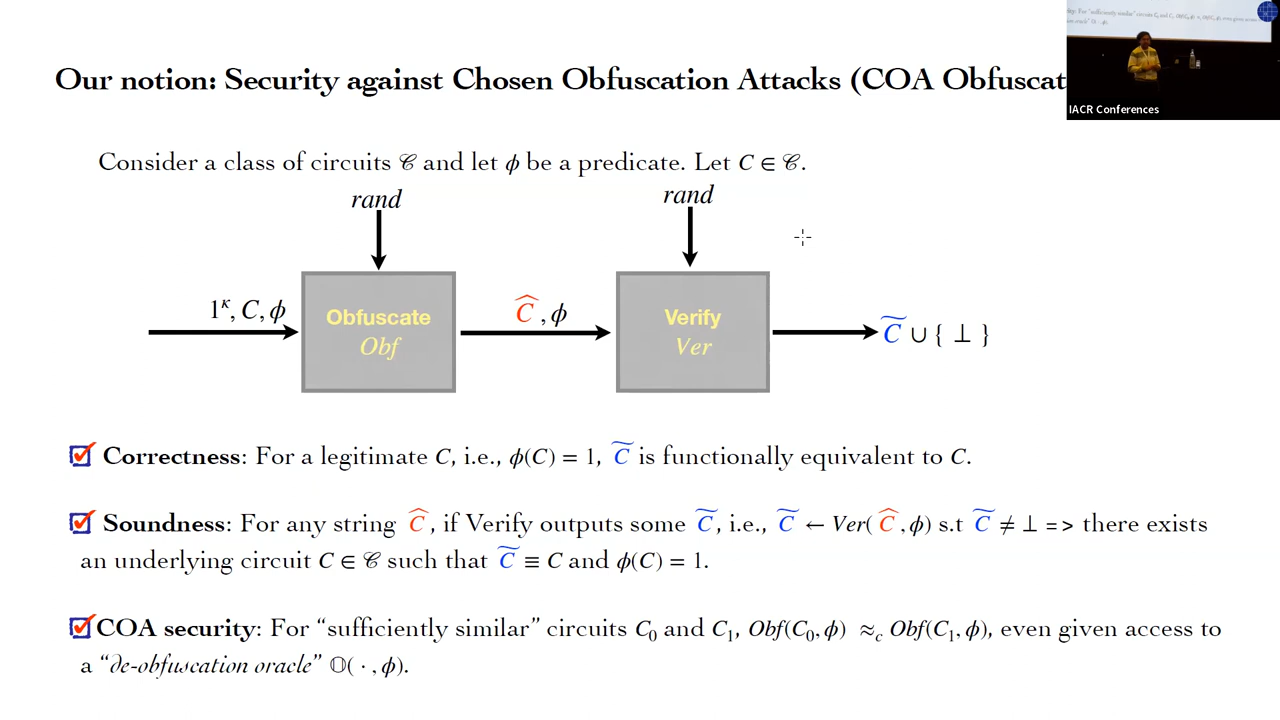 Our notion: Security against Chosen Obfuscation Attacks (COA Obfuscat
IACR Conferences
Consider a class of circuits 𝒞 and let ϕ be a predicate. Let C ∈ 𝒞.
rand
rand
1^κ, C, ϕ
Obfuscate
Obf
Ĉ, ϕ
Verify
Ver
C̃ ∪ { ⊥ }
Correctness: For a legitimate C, i.e., ϕ(C) = 1, C̃ is functionally equivalent to C.
Soundness: For any string Ĉ, if Verify outputs some C̃, i.e., C̃ ← Ver(Ĉ, ϕ) s.t C̃ ≠ ⊥ => there exists
an underlying circuit C ∈ 𝒞 such that C̃ ≡ C and ϕ(C) = 1.
COA security: For “sufficiently similar” circuits C₀ and C₁, Obf(C₀, ϕ) ≈_c Obf(C₁, ϕ), even given access to
a “de-obfuscation oracle” 𝕆( · , ϕ).